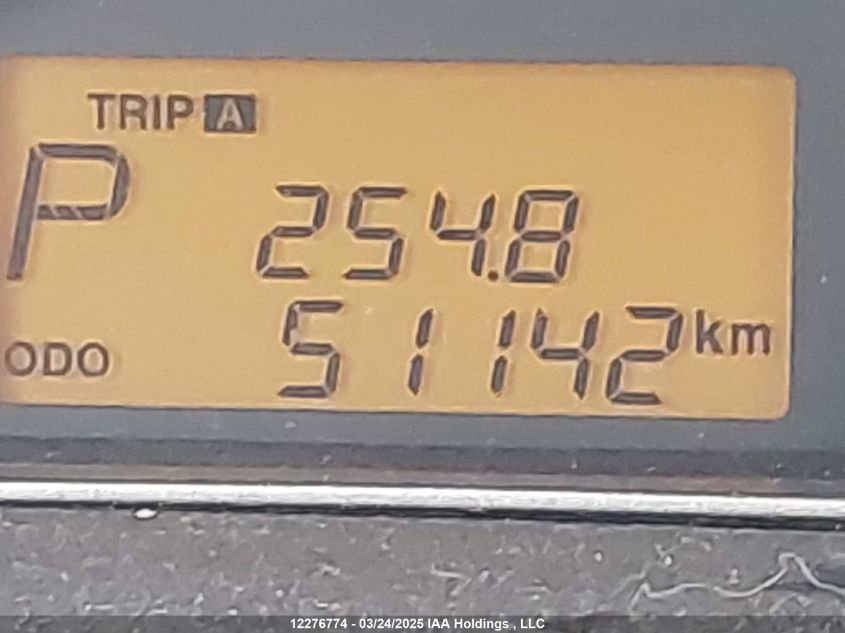 TRIP A
P 254.8
ODO 51142 km
12276774 - 03/24/2025 IAA Holdings , LLC